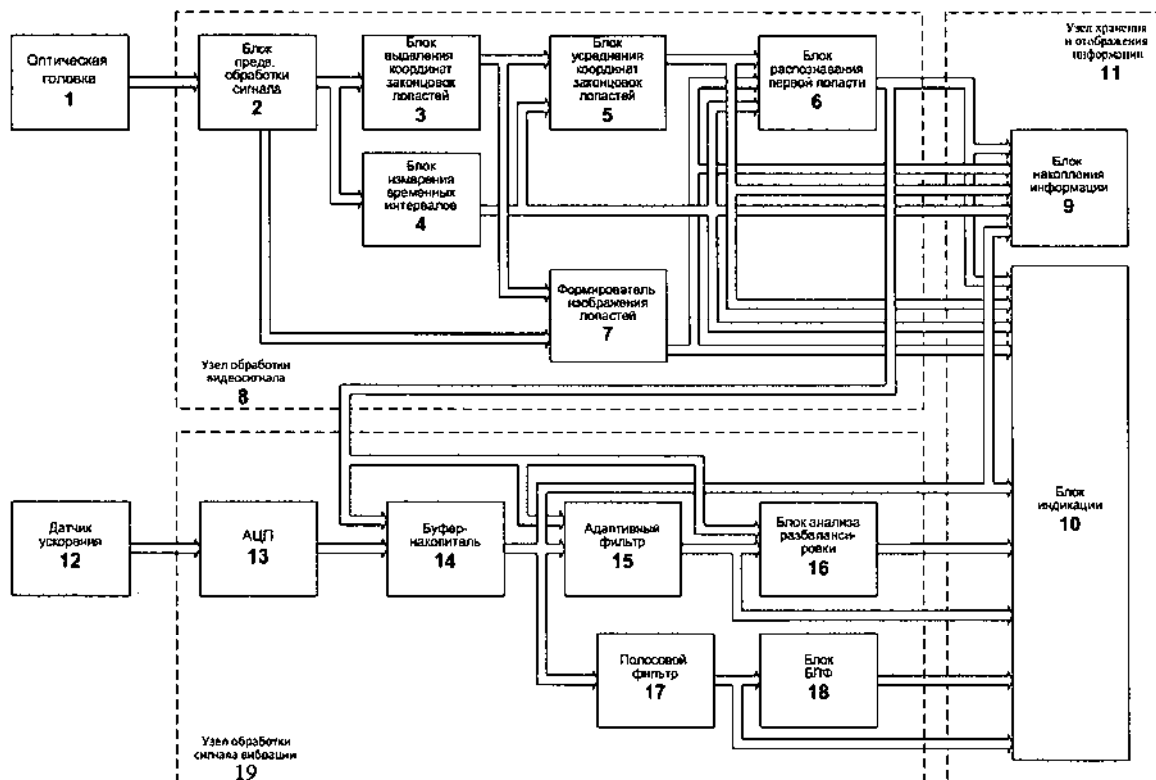 Оптическая
головка
1
Блок
предв.
обработки
сигнала
2
Блок
выделения
координат
законцовок
лопастей
3
Блок
усреднения
координат
законцовок
лопастей
5
Блок
распознавания
первой лопасти
6
Узел хранения
и отображения
информации
11
Блок
измерения
временных
интервалов
4
Блок
накопления
информации
9
Формирователь
изображения
лопастей
7
Узел обработки
видеосигнала
8
Блок
индикации
10
Датчик
ускорения
12
АЦП
13
Буфер-
накопитель
14
Адаптивный
фильтр
15
Блок анализа
разбаланси-
ровки
16
Полосовой
фильтр
17
Блок
БПФ
18
Узел обработки
сигнала вибрации
19